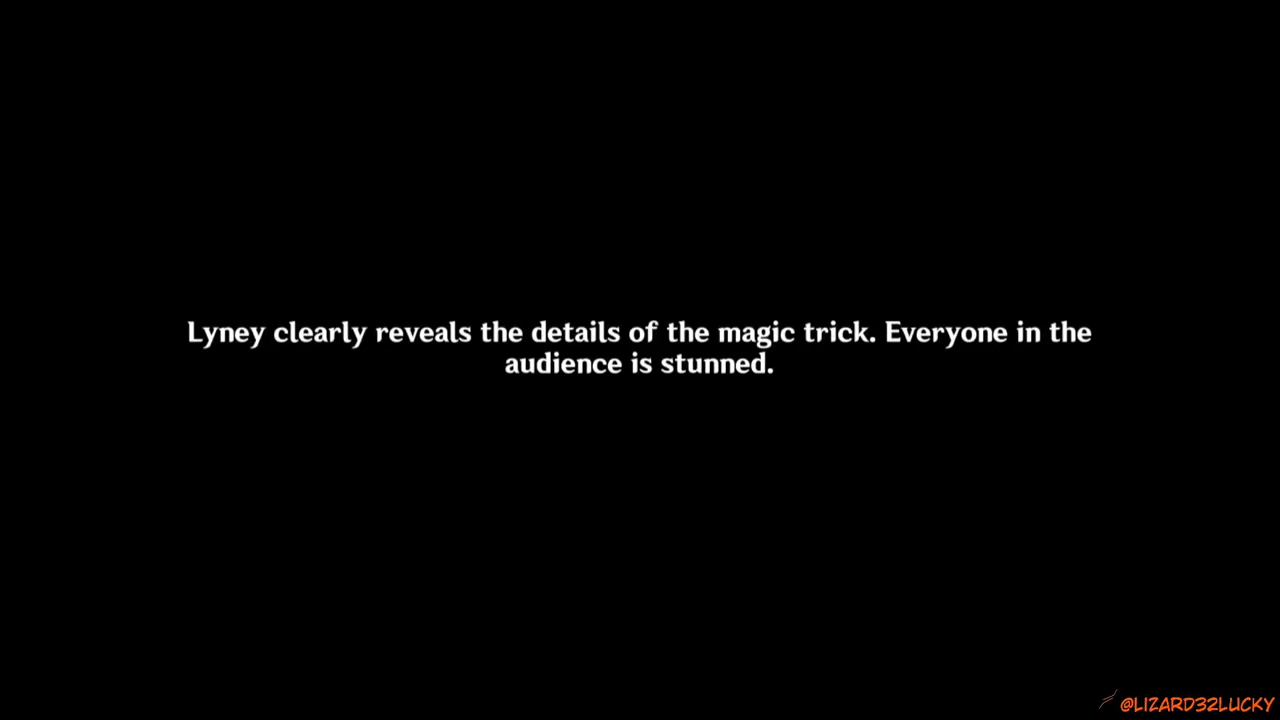 Lyney clearly reveals the details of the magic trick. Everyone in the
audience is stunned.
@LIZARD32LUCKY